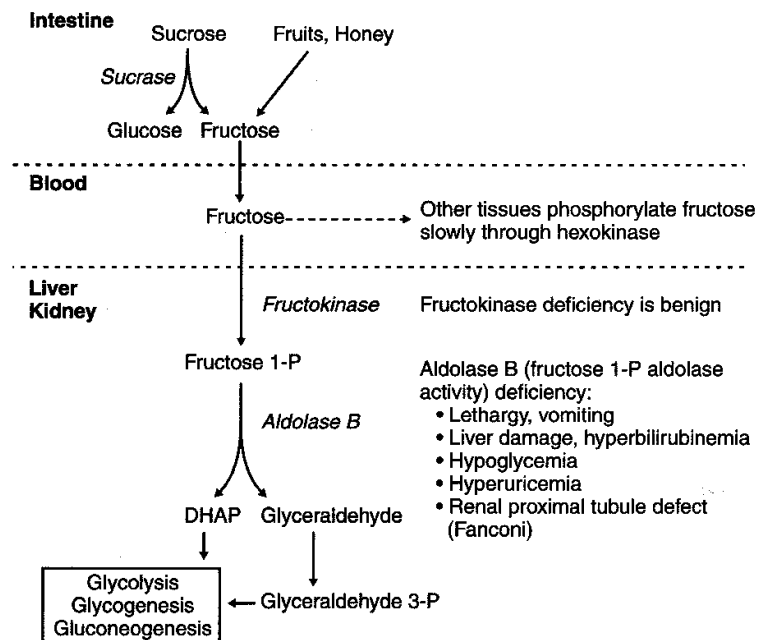 Intestine
Sucrose
Fruits, Honey
Sucrase
Glucose
Fructose
Blood
Fructose
Other tissues phosphorylate fructose
slowly through hexokinase
Liver
Kidney
Fructokinase
Fructokinase deficiency is benign
Fructose 1-P
Aldolase B (fructose 1-P aldolase
activity) deficiency:
• Lethargy, vomiting
• Liver damage, hyperbilirubinemia
• Hypoglycemia
• Hyperuricemia
• Renal proximal tubule defect
(Fanconi)
Aldolase B
DHAP
Glyceraldehyde
Glycolysis
Glycogenesis
Gluconeogenesis
Glyceraldehyde 3-P